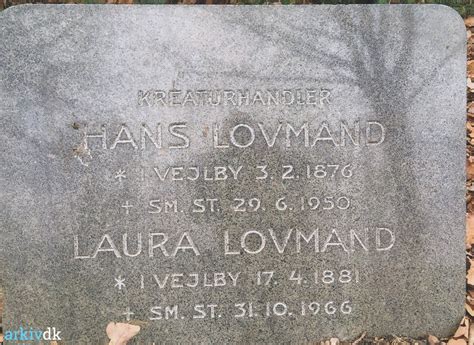 KREATURHANDLER
HANS LOVMAND
* I VEJLBY 3.2.1876
+ SM. ST. 29.6.1950
LAURA LOVMAND
* I VEJLBY 17.4.1881
+ SM. ST. 31.10.1966
arkivdk